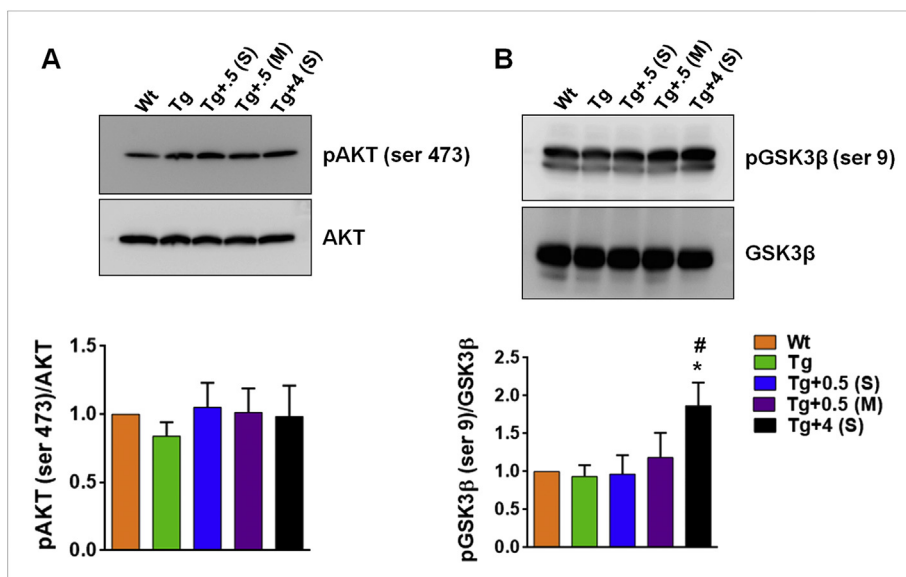 A
Wt Tg Tg+.5 (S) Tg+.5 (M) Tg+4 (S)
pAKT (ser 473)
AKT
pAKT (ser 473)/AKT
1.5
1.0
0.5
0.0
B
Wt Tg Tg+.5 (S) Tg+.5 (M) Tg+4 (S)
pGSK3β (ser 9)
GSK3β
pGSK3β (ser 9)/GSK3β
2.5
2.0
1.5
1.0
0.5
0.0
#
*
Wt
Tg
Tg+0.5 (S)
Tg+0.5 (M)
Tg+4 (S)